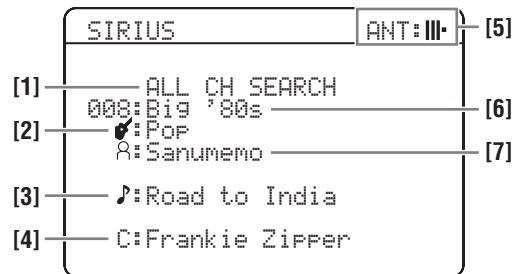 SIRIUS ANT: [5]
[1] ALL CH SEARCH
008:Big '80s [6]
[2] :Pop
:Sanumemo [7]
[3] ♪:Road to India
[4] C:Frankie Zipper